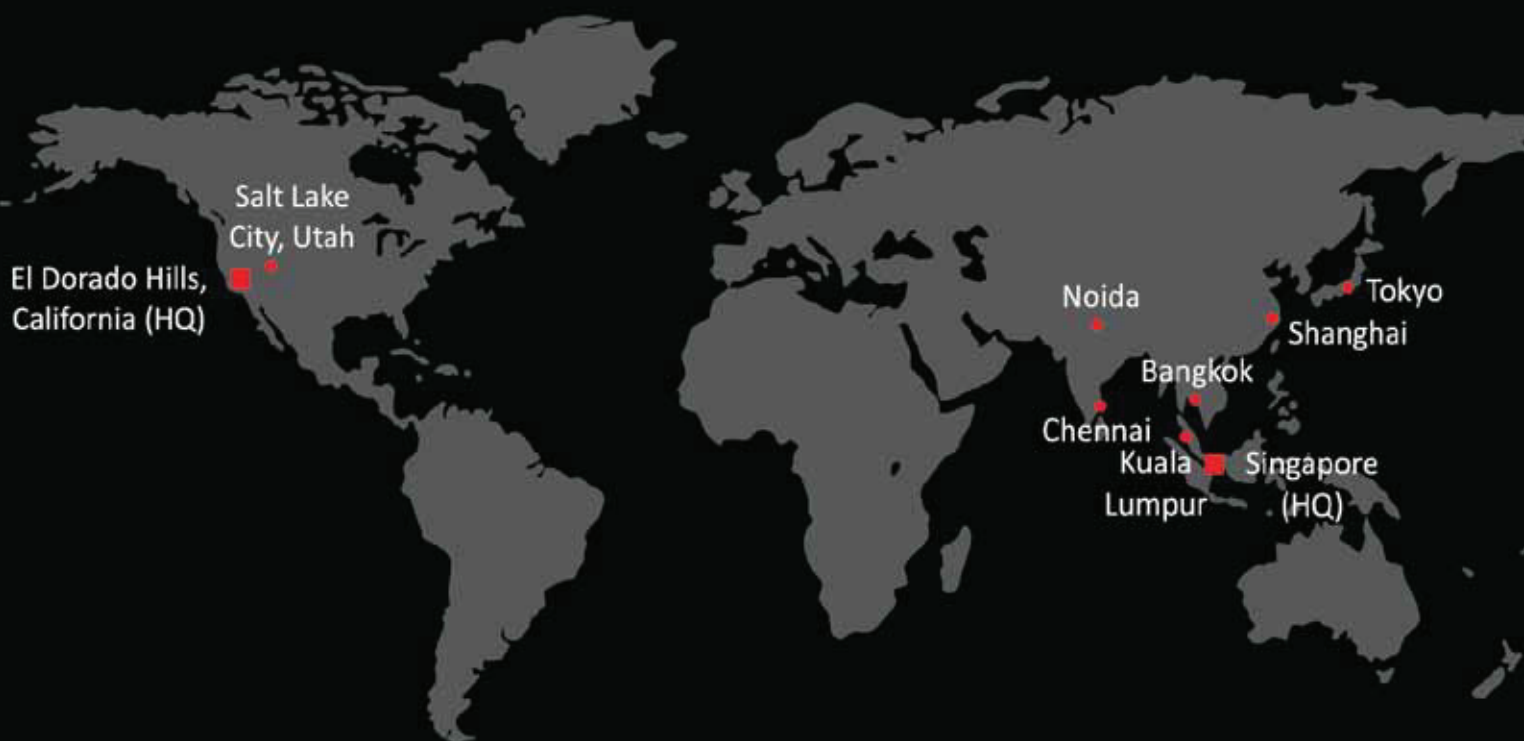 Salt Lake
City, Utah
El Dorado Hills,
California (HQ)
Noida
Tokyo
Shanghai
Bangkok
Chennai
Kuala
Lumpur
Singapore
(HQ)